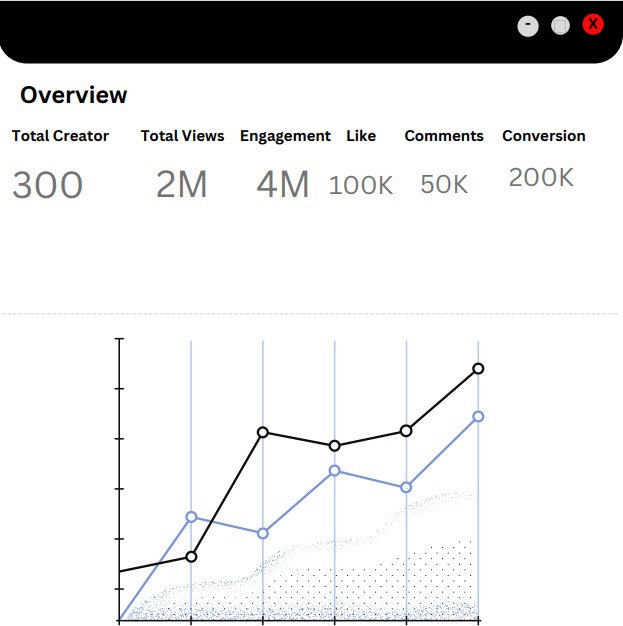 - X
Overview
Total Creator Total Views Engagement Like Comments Conversion
300 2M 4M 100K 50K 200K